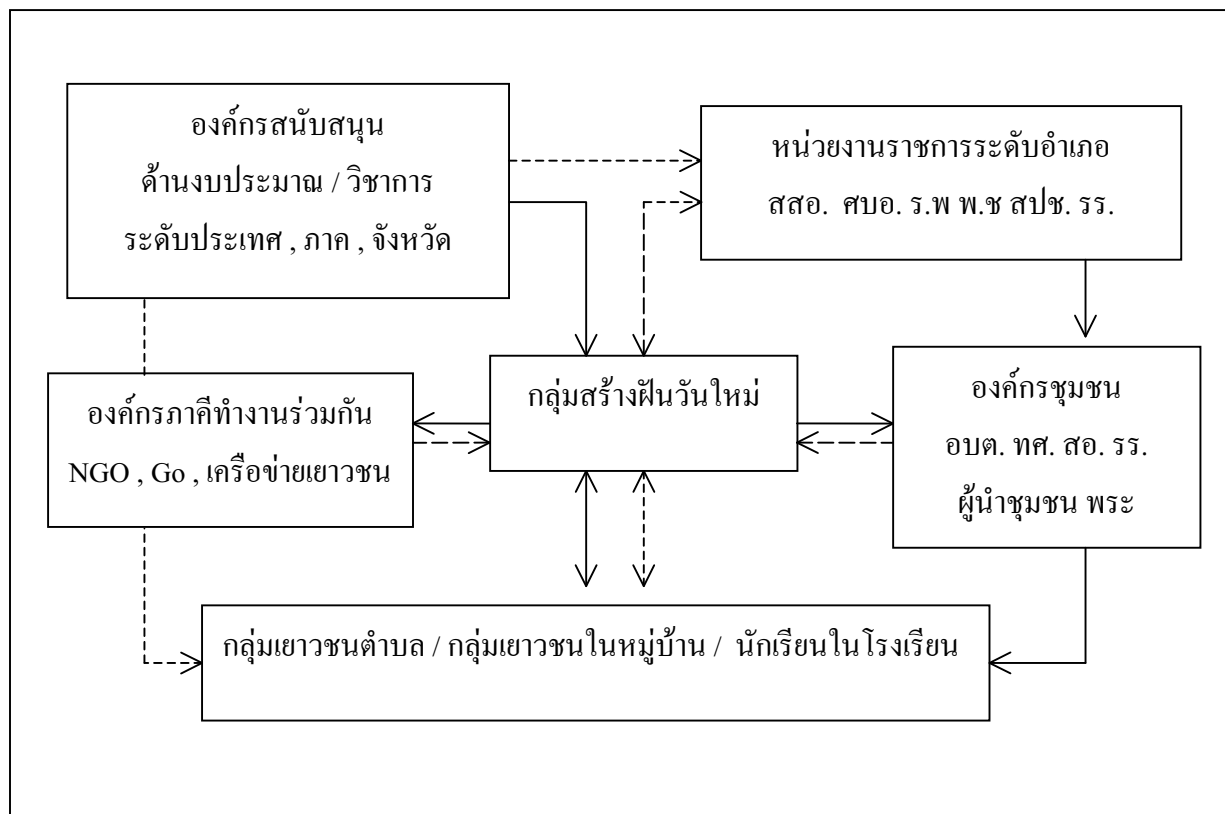 องค์กรสนับสนุน
ด้านงบประมาณ / วิชาการ
ระดับประเทศ , ภาค , จังหวัด
หน่วยงานราชการระดับอำเภอ
สสอ. ศบอ. ร.พ พ.ช สปช. รร.
องค์กรภาคีทำงานร่วมกัน
NGO , Go , เครือข่ายเยาวชน
กลุ่มสร้างฝันวันใหม่
องค์กรชุมชน
อบต. ทศ. สอ. รร.
ผู้นำชุมชน พระ
กลุ่มเยาวชนตำบล / กลุ่มเยาวชนในหมู่บ้าน / นักเรียนในโรงเรียน